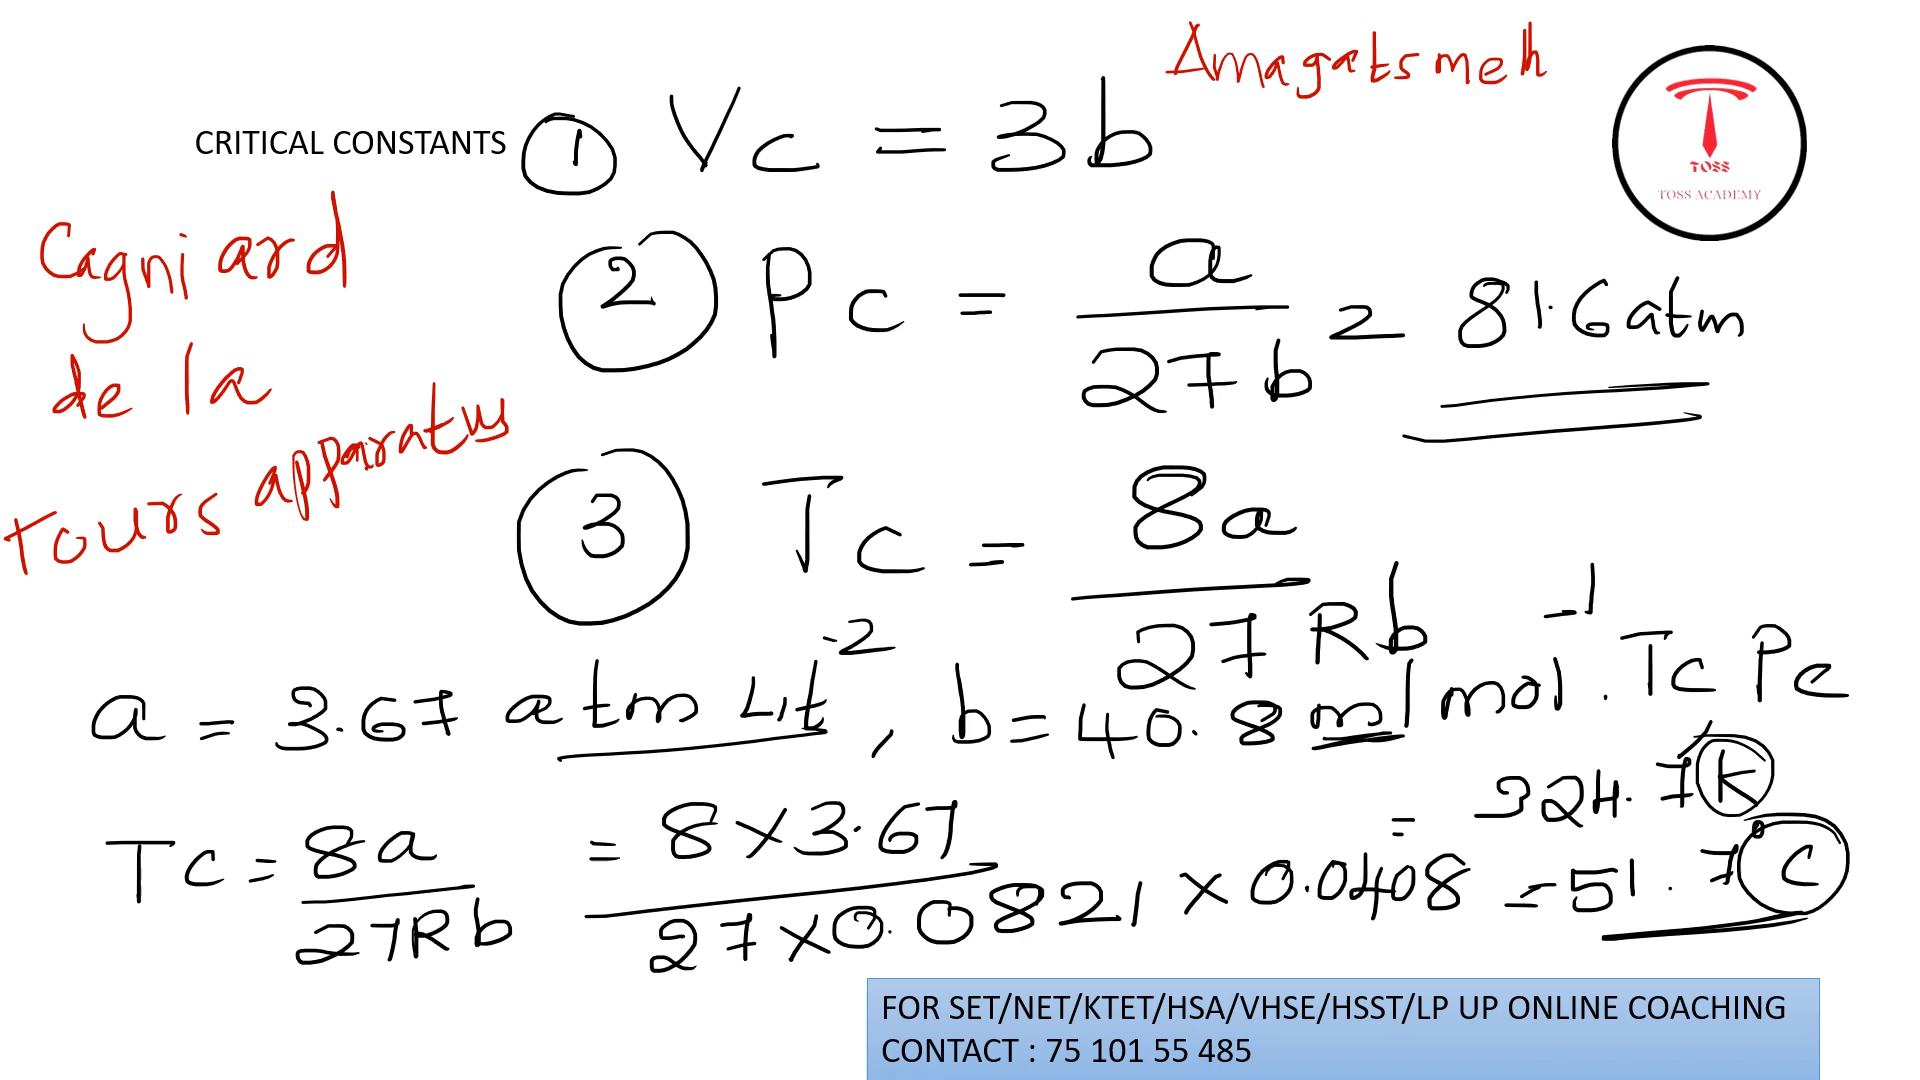 Amagats meth
CRITICAL CONSTANTS
① Vc = 3b
TOSS
TOSS ACADEMY
Cagniard
de la
tours apparatus
② Pc = a / 27b = 81.6 atm
③ Tc = 8a / 27Rb
a = 3.67 atm Lit⁻², b = 40.8 ml mol⁻¹. Tc Pc
Tc = 8a / 27Rb = 8×3.67 / 27×0.0821×0.0408 = 324.7 K
= 51.7°C
FOR SET/NET/KTET/HSA/VHSE/HSST/LP UP ONLINE COACHING
CONTACT : 75 101 55 485